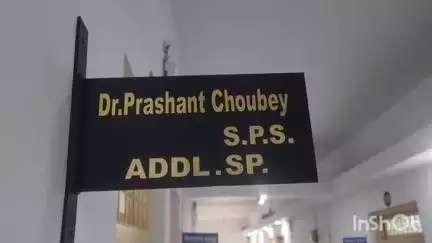 Dr.Prashant Choubey
S.P.S.
ADDL.SP.
InShOt